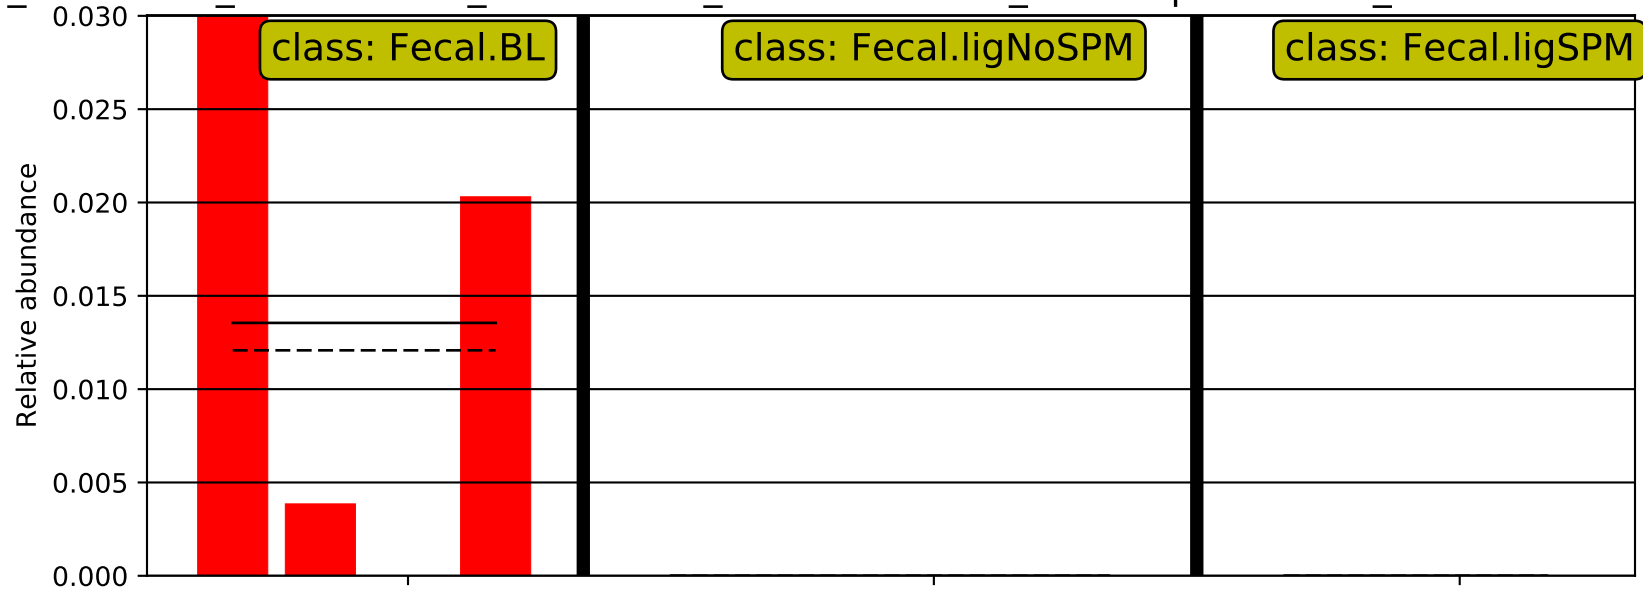 class: Fecal.BL
class: Fecal.ligNoSPM
class: Fecal.ligSPM
Relative abundance
0.030
0.025
0.020
0.015
0.010
0.005
0.000